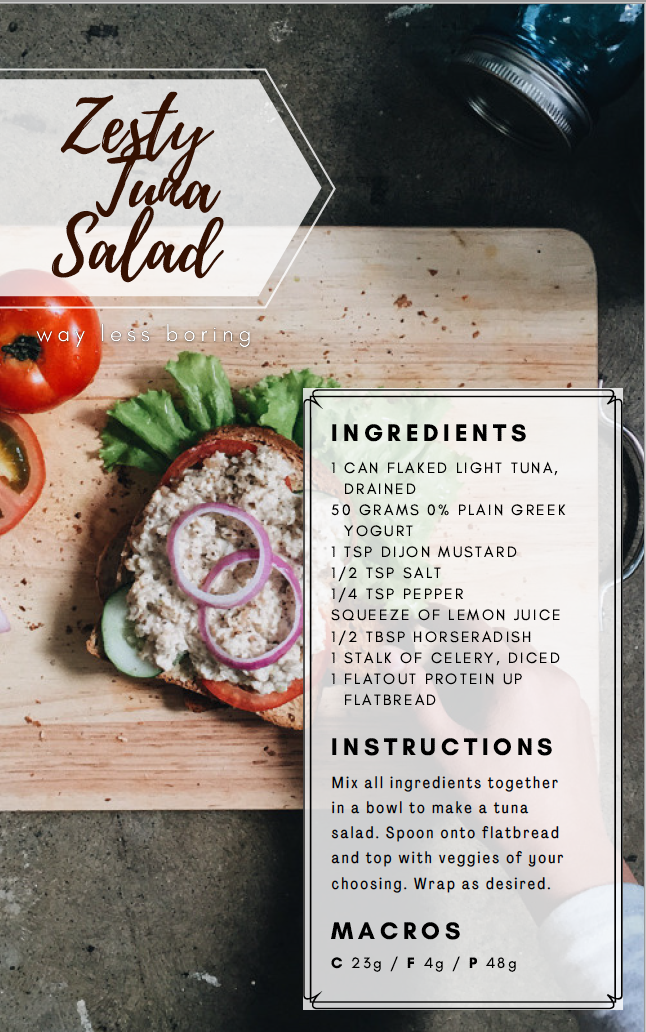 Zesty
Tuna
Salad
way less boring
INGREDIENTS
1 CAN FLAKED LIGHT TUNA,
DRAINED
50 GRAMS 0% PLAIN GREEK
YOGURT
1 TSP DIJON MUSTARD
1/2 TSP SALT
1/4 TSP PEPPER
SQUEEZE OF LEMON JUICE
1/2 TBSP HORSERADISH
1 STALK OF CELERY, DICED
1 FLATOUT PROTEIN UP
FLATBREAD
INSTRUCTIONS
Mix all ingredients together
in a bowl to make a tuna
salad. Spoon onto flatbread
and top with veggies of your
choosing. Wrap as desired.
MACROS
C 23g / F 4g / P 48g